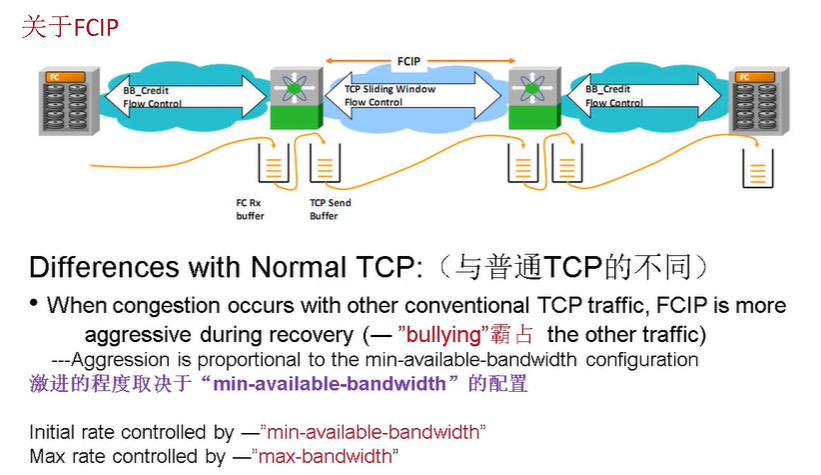 关于FCIP
FCIP
FC
FC
BB_Credit
Flow Control
TCP Sliding Window
Flow Control
BB_Credit
Flow Control
FC Rx
buffer
TCP Send
Buffer
Differences with Normal TCP:（与普通TCP的不同）
• When congestion occurs with other conventional TCP traffic, FCIP is more
aggressive during recovery (— ”bullying”霸占 the other traffic)
---Aggression is proportional to the min-available-bandwidth configuration
激进的程度取决于“min-available-bandwidth”的配置
Initial rate controlled by —”min-available-bandwidth”
Max rate controlled by —”max-bandwidth”